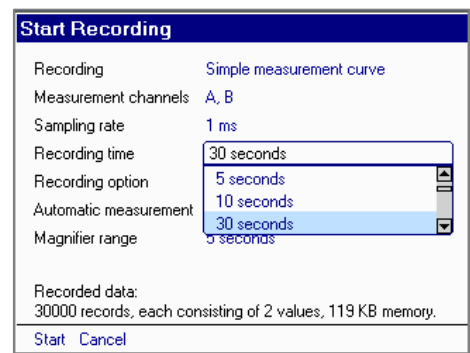 Start Recording
Recording Simple measurement curve
Measurement channels A, B
Sampling rate 1 ms
Recording time 30 seconds
Recording option 5 seconds
10 seconds
Automatic measurement 30 seconds
Magnifier range 5 seconds
Recorded data:
30000 records, each consisting of 2 values, 119 KB memory.
Start Cancel